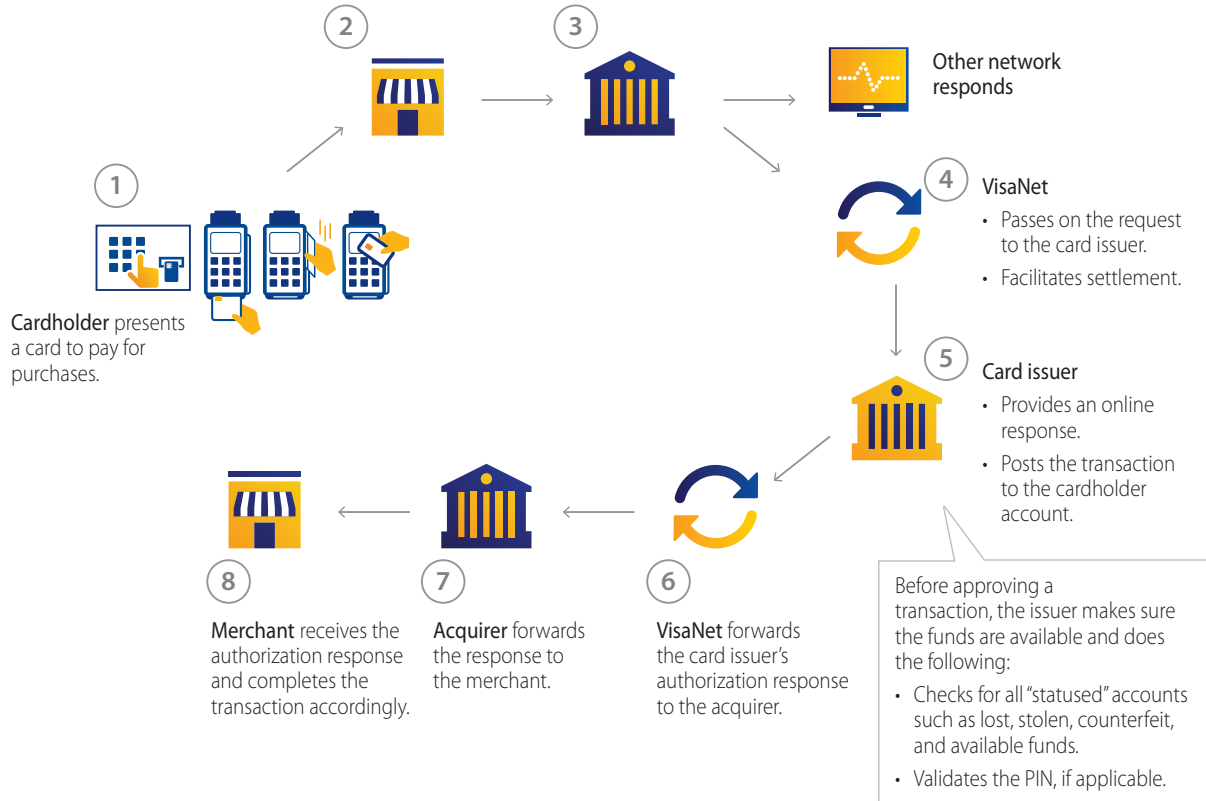 2
3
Other network
responds
1
Cardholder presents
a card to pay for
purchases.
4
VisaNet
• Passes on the request
to the card issuer.
• Facilitates settlement.
5
Card issuer
• Provides an online
response.
• Posts the transaction
to the cardholder
account.
Before approving a
transaction, the issuer makes sure
the funds are available and does
the following:
• Checks for all “statused” accounts
such as lost, stolen, counterfeit,
and available funds.
• Validates the PIN, if applicable.
6
VisaNet forwards
the card issuer’s
authorization response
to the acquirer.
7
Acquirer forwards
the response to
the merchant.
8
Merchant receives the
authorization response
and completes the
transaction accordingly.